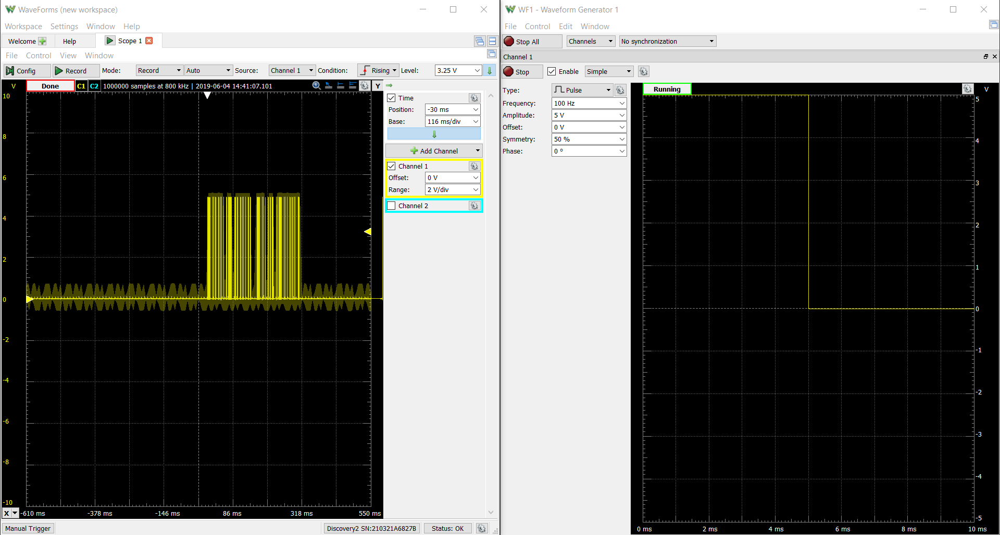 WaveForms (new workspace)
Workspace Settings Window Help
Welcome Help Scope 1
File Control View Window
Config Record Mode: Record Auto Source: Channel 1 Condition: Rising Level: 3.25 V
V Done C1 C2 1000000 samples at 800 kHz | 2019-06-04 14:41:07.101 Y
10
8
6
4
2
0
-2
-4
-6
-8
-10
X -610 ms -378 ms -146 ms 86 ms 318 ms 550 ms
Time
Position: -30 ms
Base: 116 ms/div
Add Channel
Channel 1
Offset: 0 V
Range: 2 V/div
Channel 2
Manual Trigger Discovery2 SN:210321A6827B Status: OK
WF1 - Waveform Generator 1
File Control Edit Window
Stop All Channels No synchronization
Channel 1
Stop Enable Simple
Type: Pulse
Frequency: 100 Hz
Amplitude: 5 V
Offset: 0 V
Symmetry: 50 %
Phase: 0 º
Running V
5
4
3
2
1
0
-1
-2
-3
-4
-5
0 ms 2 ms 4 ms 6 ms 8 ms 10 ms